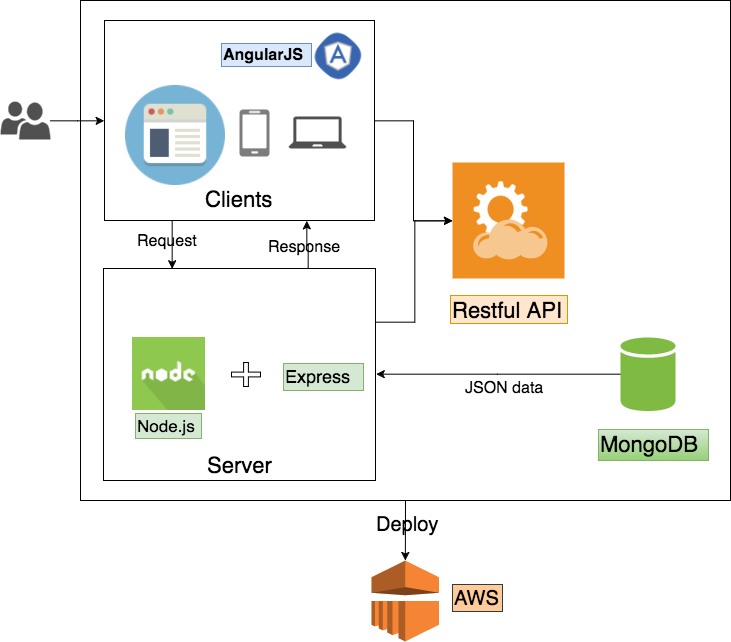 AngularJS
Clients
Request
Response
Restful API
node
Node.js
Express
JSON data
MongoDB
Server
Deploy
AWS